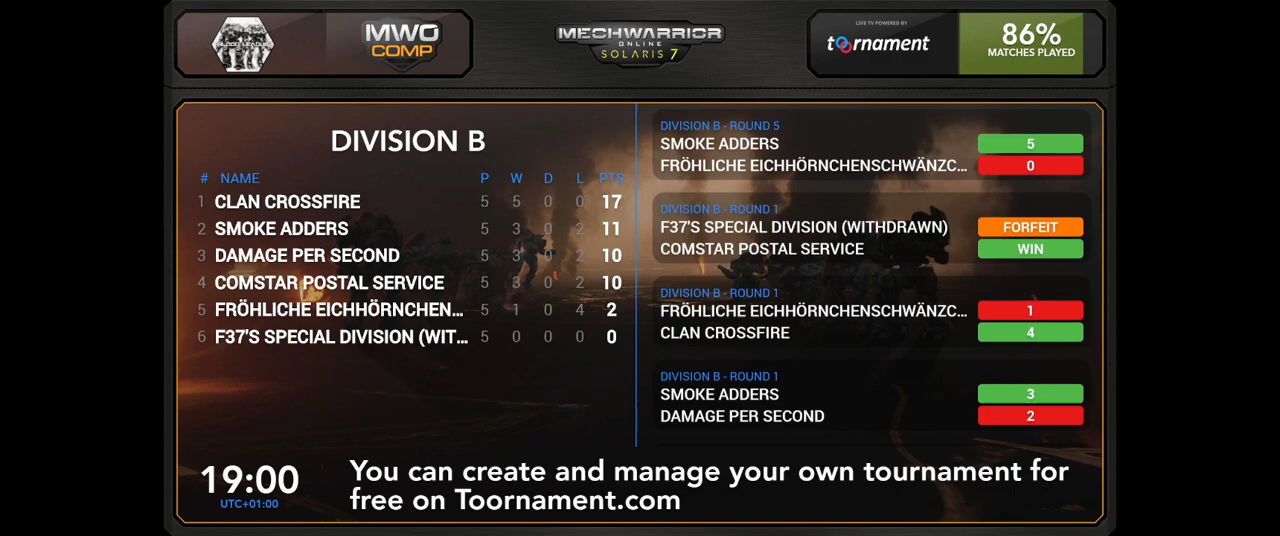 BLOOD LEAGUE
MWO
COMP
MECHWARRIOR
ONLINE
SOLARIS 7
LIVE TV POWERED BY
toornament
86%
MATCHES PLAYED
DIVISION B
# NAME P W D L PTS
1 CLAN CROSSFIRE 5 5 0 0 17
2 SMOKE ADDERS 5 3 0 2 11
3 DAMAGE PER SECOND 5 3 0 2 10
4 COMSTAR POSTAL SERVICE 5 3 0 2 10
5 FRÖHLICHE EICHHÖRNCHEN... 5 1 0 4 2
6 F37'S SPECIAL DIVISION (WIT... 5 0 0 0 0
DIVISION B - ROUND 5
SMOKE ADDERS 5
FRÖHLICHE EICHHÖRNCHENSCHWÄNZC... 0
DIVISION B - ROUND 1
F37'S SPECIAL DIVISION (WITHDRAWN) FORFEIT
COMSTAR POSTAL SERVICE WIN
DIVISION B - ROUND 1
FRÖHLICHE EICHHÖRNCHENSCHWÄNZC... 1
CLAN CROSSFIRE 4
DIVISION B - ROUND 1
SMOKE ADDERS 3
DAMAGE PER SECOND 2
19:00
UTC+01:00
You can create and manage your own tournament for
free on Toornament.com